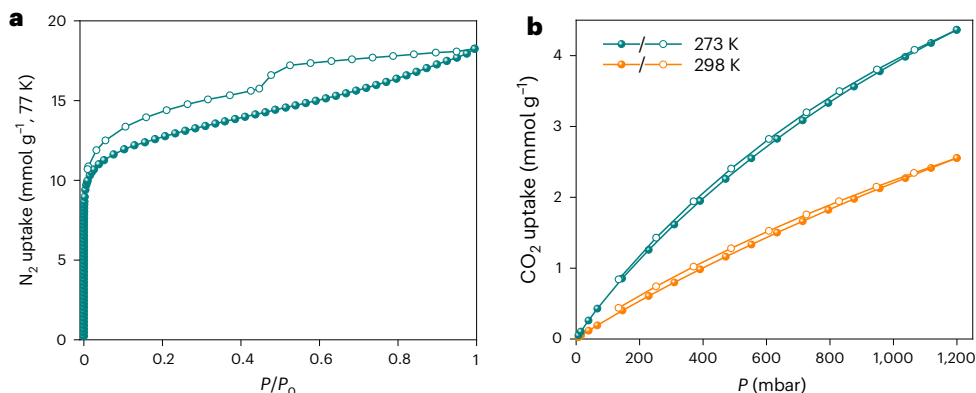 a
N₂ uptake (mmol g⁻¹, 77 K)
20
15
10
5
0
0
0.2
0.4
0.6
0.8
1
P/P₀
b
CO₂ uptake (mmol g⁻¹)
4
3
2
1
0
0
200
400
600
800
1,000
1,200
P (mbar)
/ 273 K
/ 298 K